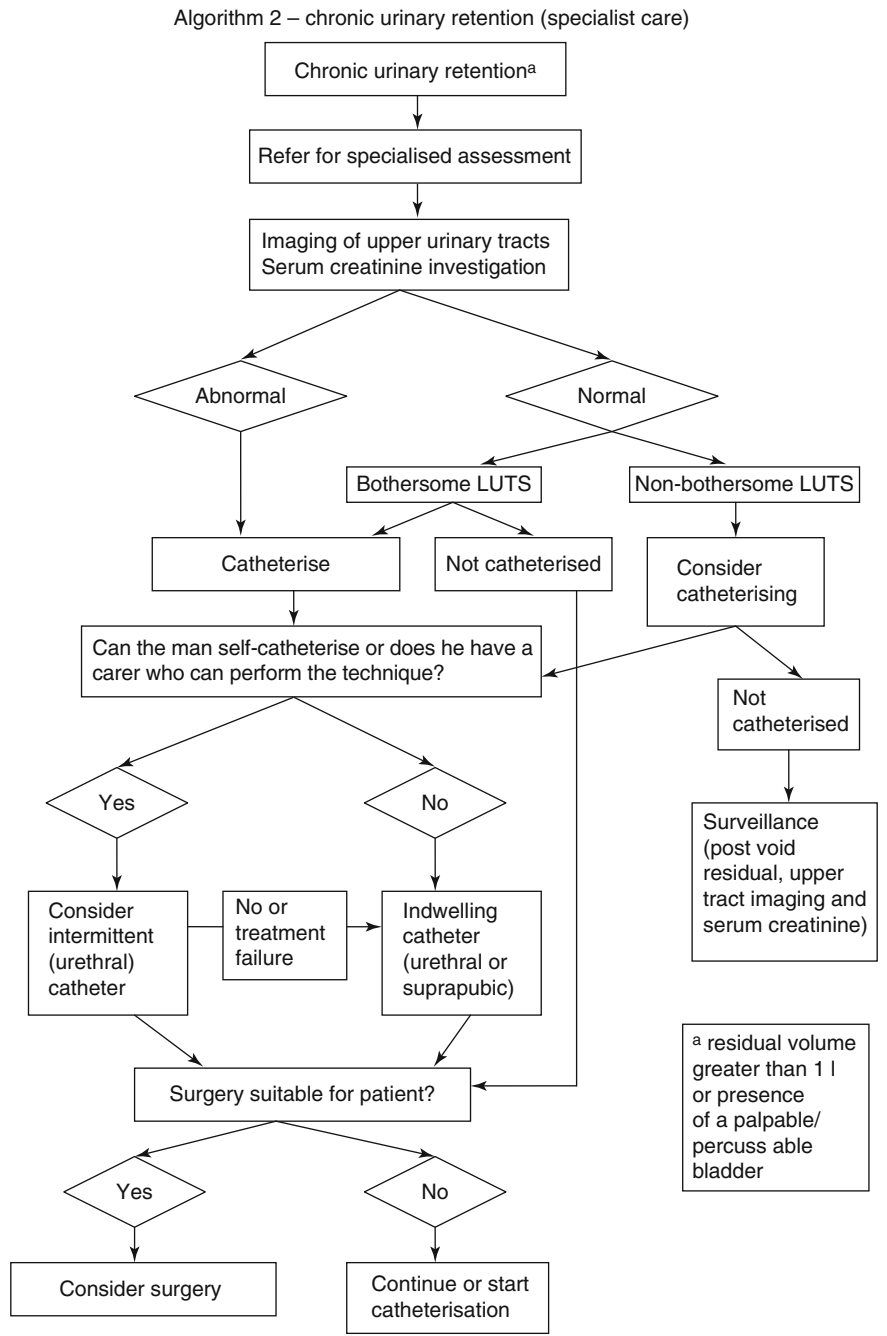 Algorithm 2 – chronic urinary retention (specialist care)
Chronic urinary retentionᵃ
Refer for specialised assessment
Imaging of upper urinary tracts
Serum creatinine investigation
Abnormal
Normal
Bothersome LUTS
Non-bothersome LUTS
Catheterise
Not catheterised
Consider
catheterising
Can the man self-catheterise or does he have a
carer who can perform the technique?
Not
catheterised
Yes
No
Surveillance
(post void
residual, upper
tract imaging and
serum creatinine)
Consider
intermittent
(urethral)
catheter
No or
treatment
failure
Indwelling
catheter
(urethral or
suprapubic)
ᵃ residual volume
greater than 1 l
or presence
of a palpable/
percuss able
bladder
Surgery suitable for patient?
Yes
No
Consider surgery
Continue or start
catheterisation